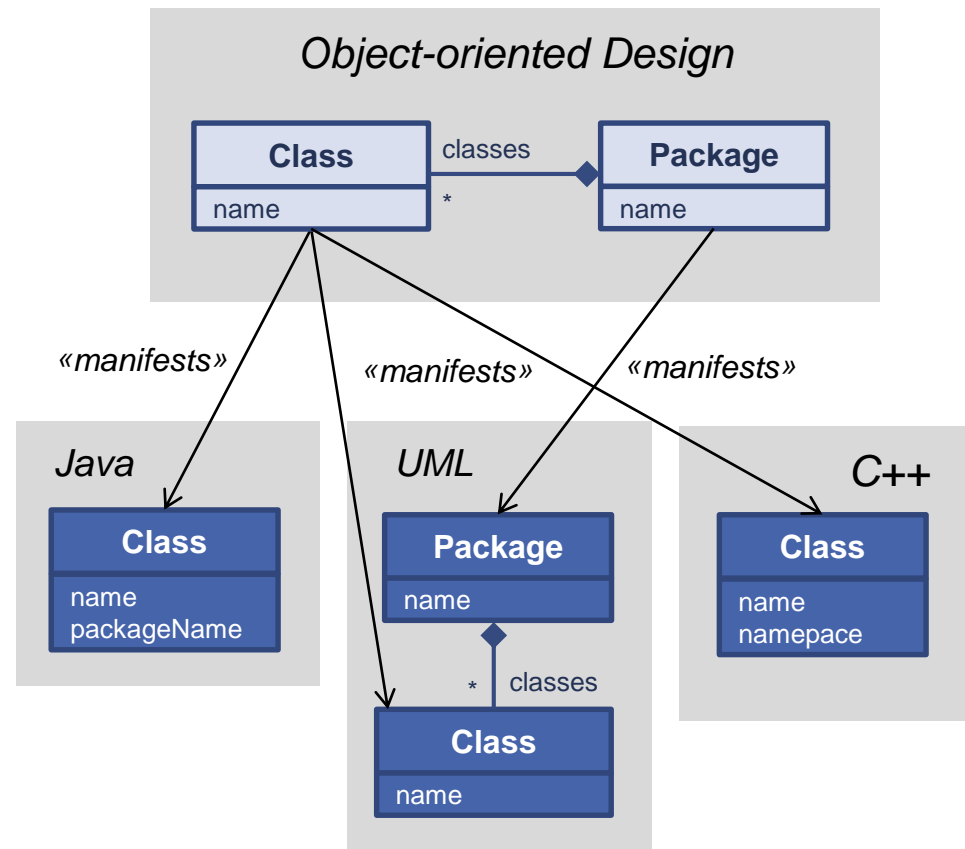 Object-oriented Design
Class
classes
Package
name
*
name
«manifests»
«manifests»
«manifests»
Java
UML
C++
Class
name
packageName
Package
name
*
classes
Class
name
Class
name
namepace